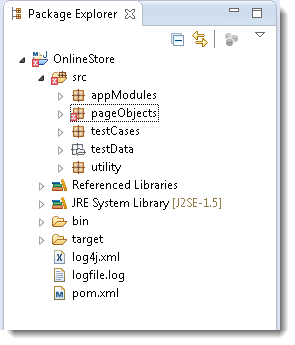 Package Explorer
OnlineStore
src
appModules
pageObjects
testCases
testData
utility
Referenced Libraries
JRE System Library [J2SE-1.5]
bin
target
log4j.xml
logfile.log
pom.xml